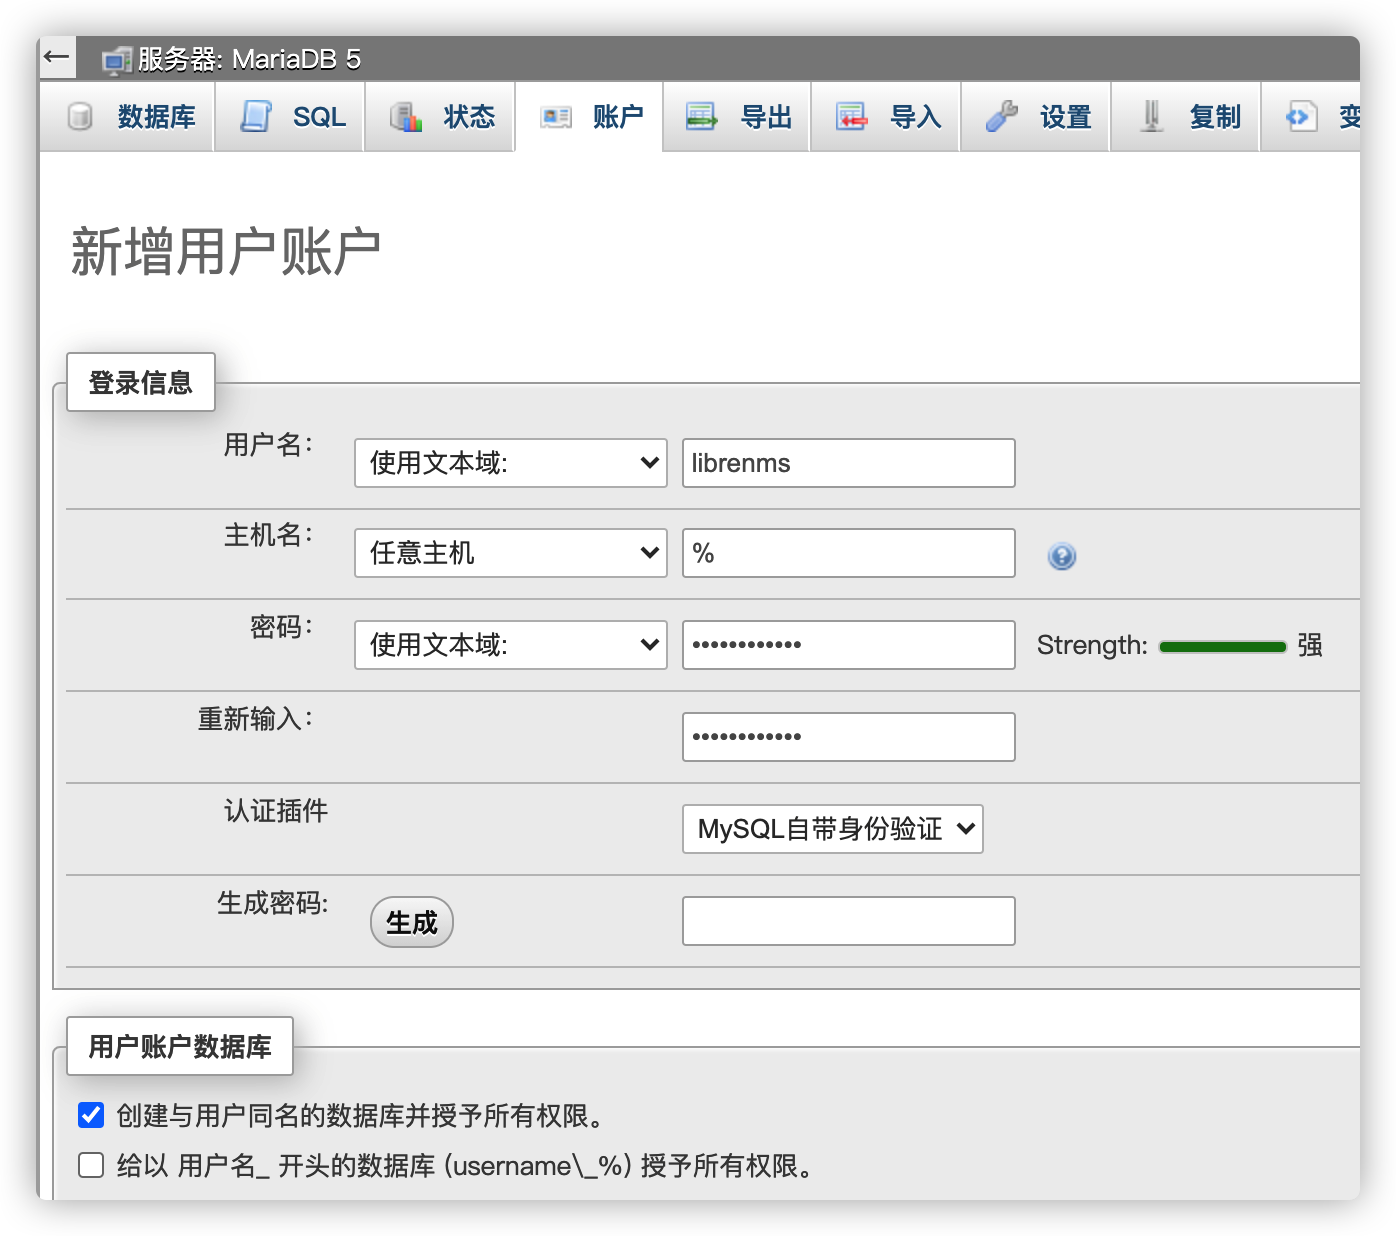 服务器: MariaDB 5
数据库 SQL 状态 账户 导出 导入 设置 复制 变
新增用户账户
登录信息
用户名: 使用文本域: librenms
主机名: 任意主机 %
密码: 使用文本域: •••••••••••• Strength: 强
重新输入: ••••••••••••
认证插件 MySQL自带身份验证
生成密码: 生成
用户账户数据库
创建与用户同名的数据库并授予所有权限。
给以 用户名_ 开头的数据库 (username\_%) 授予所有权限。